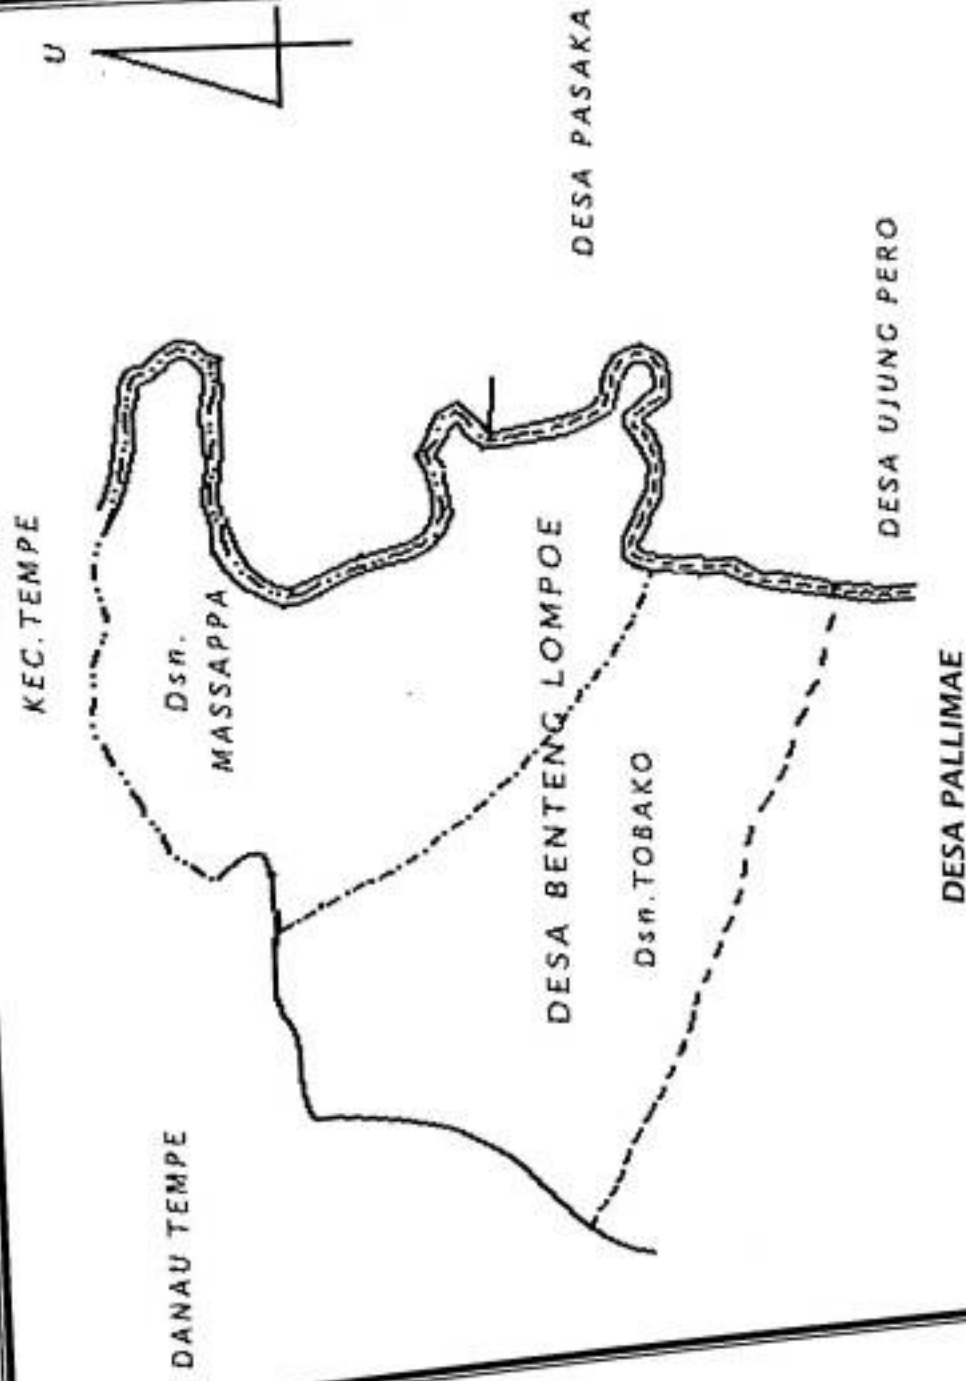 KEC.TEMPE
U
DANAU TEMPE
Dsn.
MASSAPPA
DESA BENTENG LOMPOE
DESA PASAKA
Dsn.TOBAKO
DESA UJUNG PERO
DESA PALLIMAE